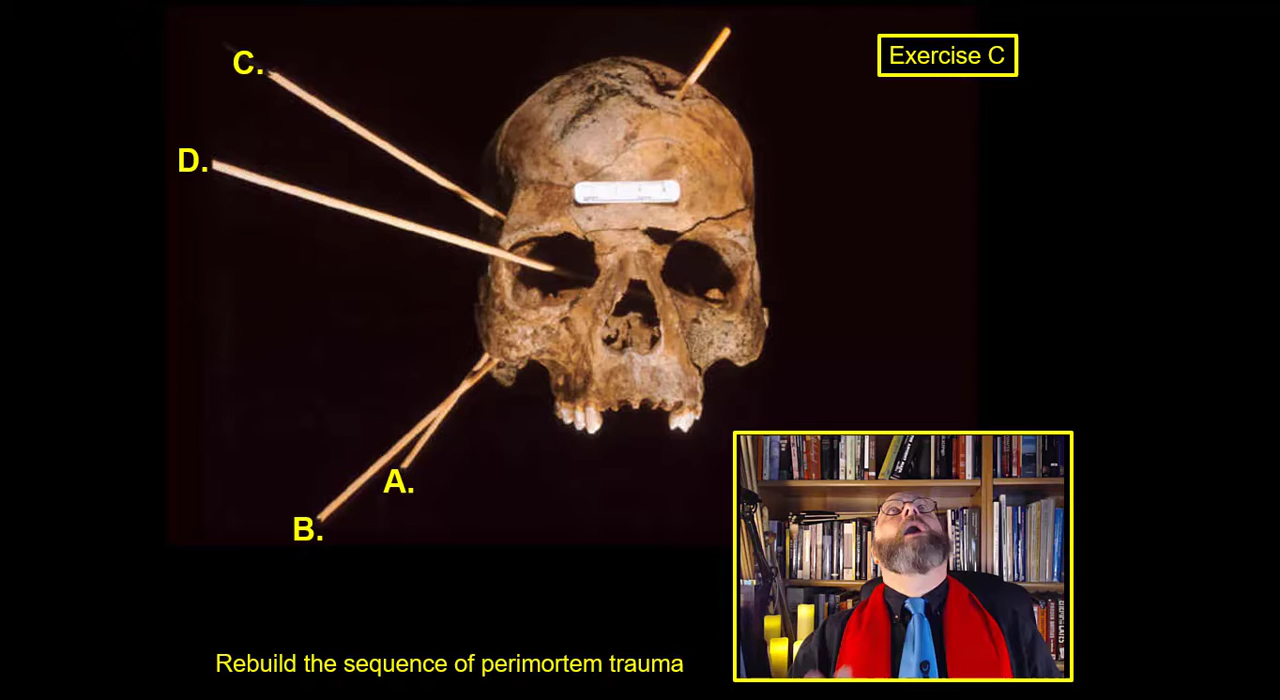 Exercise C
C.
D.
A.
B.
Rebuild the sequence of perimortem trauma